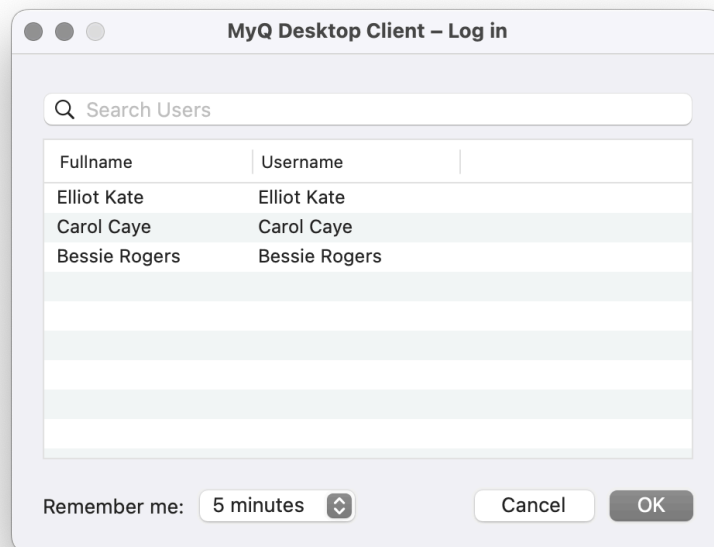 MyQ Desktop Client – Log in
Search Users
Fullname Username
Elliot Kate Elliot Kate
Carol Caye Carol Caye
Bessie Rogers Bessie Rogers
Remember me: 5 minutes Cancel OK